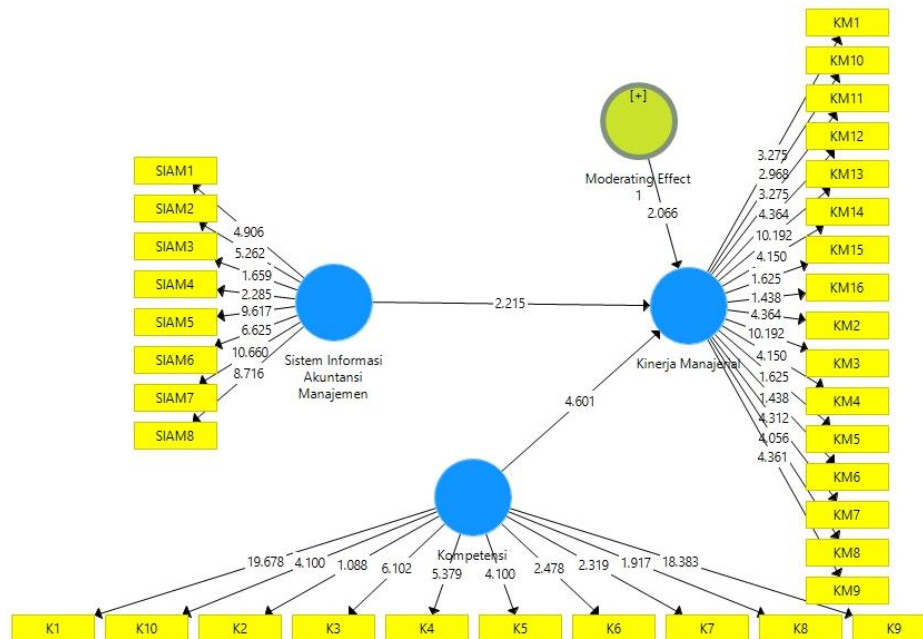 KM1
KM10
KM11
KM12
KM13
KM14
KM15
KM16
KM2
KM3
KM4
KM5
KM6
KM7
KM8
KM9
[+]
Moderating Effect
1
2.066
3.275
2.968
3.275
4.364
10.192
4.150
1.625
1.438
4.364
10.192
4.150
1.625
1.438
4.312
4.056
4.361
SIAM1
SIAM2
SIAM3
SIAM4
SIAM5
SIAM6
SIAM7
SIAM8
4.906
5.262
1.659
2.285
9.617
6.625
10.660
8.716
Sistem Informasi
Akuntansi
Manajemen
2.215
Kinerja Manajerial
4.601
Kompetensi
19.678
4.100
1.088
6.102
5.379
4.100
2.478
2.319
1.917
18.383
K1
K10
K2
K3
K4
K5
K6
K7
K8
K9